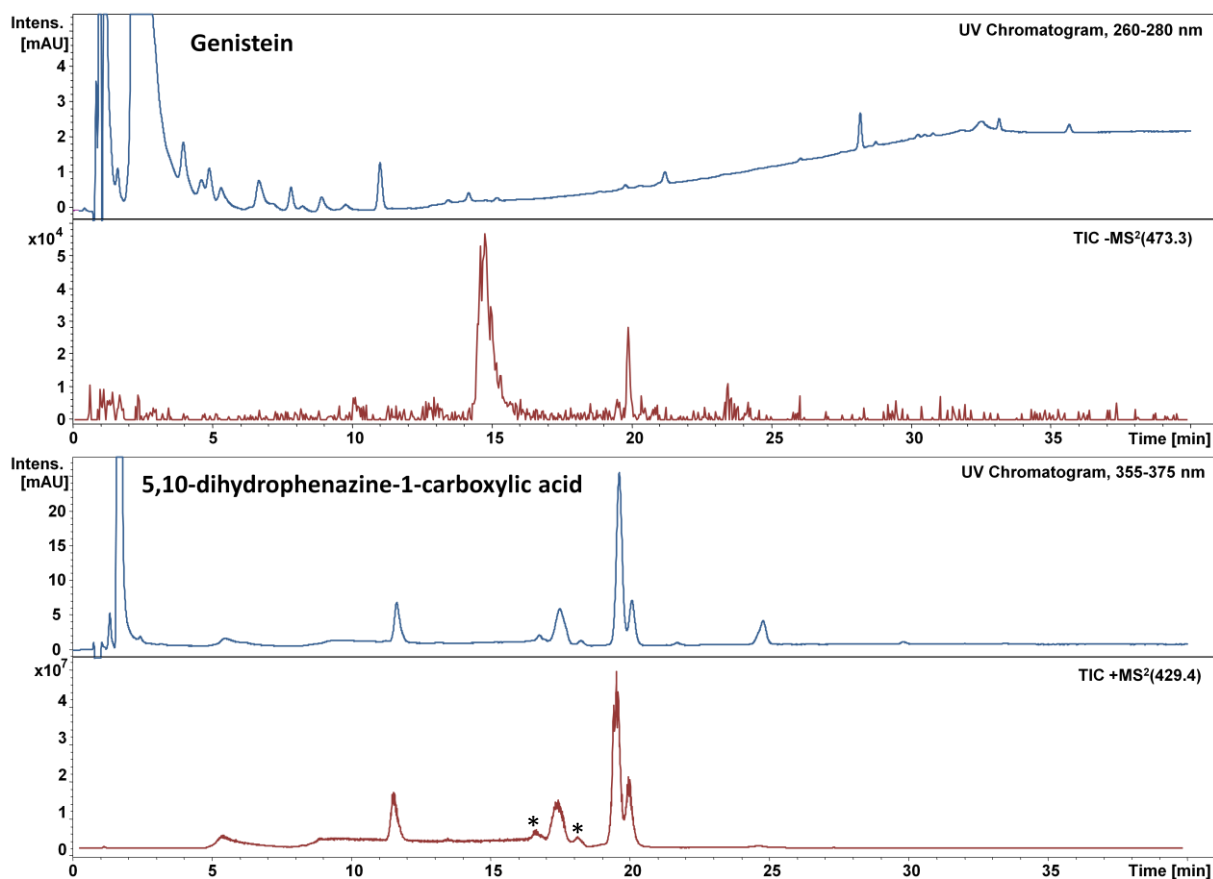 Intens.
[mAU]
Genistein
UV Chromatogram, 260-280 nm
5
4
3
2
1
0
x10⁴
TIC -MS²(473.3)
5
4
3
2
1
0
0 5 10 15 20 25 30 35 Time [min]
Intens.
[mAU]
5,10-dihydrophenazine-1-carboxylic acid
UV Chromatogram, 355-375 nm
20
15
10
5
0
x10⁷
TIC +MS²(429.4)
4
3
2
1
* *
0
0 5 10 15 20 25 30 35 Time [min]